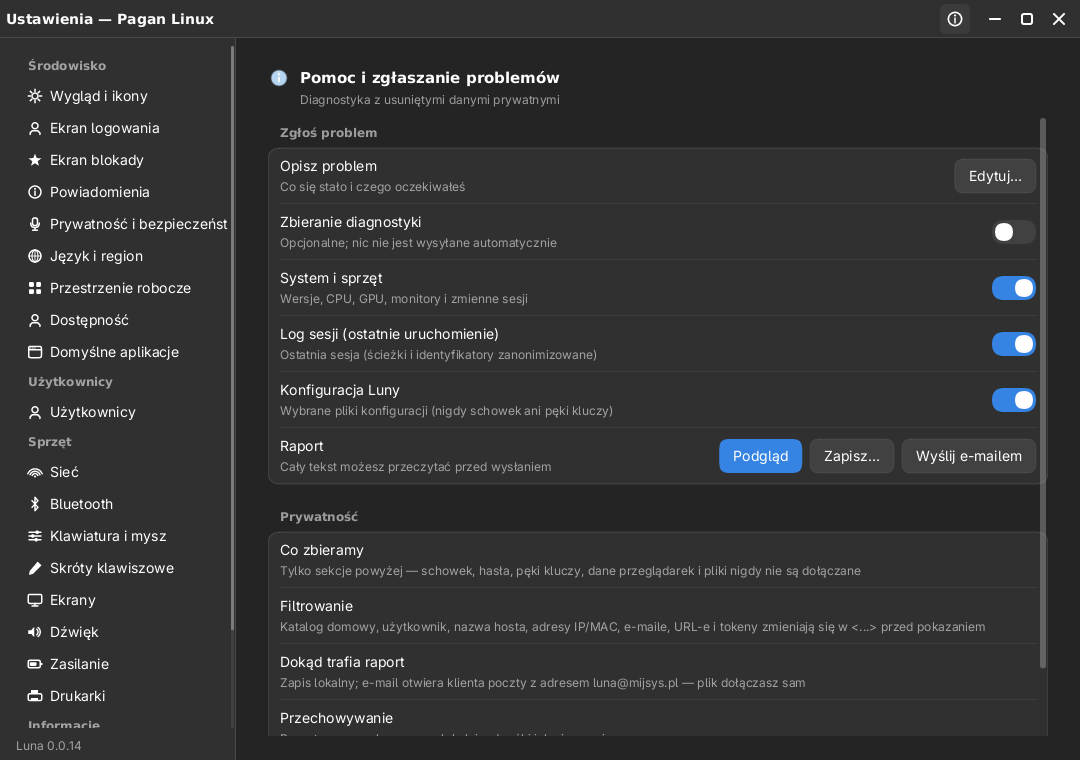 Ustawienia — Pagan Linux
Środowisko
Wygląd i ikony
Ekran logowania
Ekran blokady
Powiadomienia
Prywatność i bezpieczeńst
Język i region
Przestrzenie robocze
Dostępność
Domyślne aplikacje
Użytkownicy
Użytkownicy
Sprzęt
Sieć
Bluetooth
Klawiatura i mysz
Skróty klawiszowe
Ekrany
Dźwięk
Zasilanie
Drukarki
Informacje
Luna 0.0.14
Pomoc i zgłaszanie problemów
Diagnostyka z usuniętymi danymi prywatnymi
Zgłoś problem
Opisz problem
Co się stało i czego oczekiwałeś
Edytuj...
Zbieranie diagnostyki
Opcjonalne; nic nie jest wysyłane automatycznie
System i sprzęt
Wersje, CPU, GPU, monitory i zmienne sesji
Log sesji (ostatnie uruchomienie)
Ostatnia sesja (ścieżki i identyfikatory zanonimizowane)
Konfiguracja Luny
Wybrane pliki konfiguracji (nigdy schowek ani pęki kluczy)
Raport
Cały tekst możesz przeczytać przed wysłaniem
Podgląd
Zapisz...
Wyślij e-mailem
Prywatność
Co zbieramy
Tylko sekcje powyżej — schowek, hasła, pęki kluczy, dane przeglądarek i pliki nigdy nie są dołączane
Filtrowanie
Katalog domowy, użytkownik, nazwa hosta, adresy IP/MAC, e-maile, URL-e i tokeny zmieniają się w <...> przed pokazaniem
Dokąd trafia raport
Zapis lokalny; e-mail otwiera klienta poczty z adresem luna@mijsys.pl — plik dołączasz sam
Przechowywanie